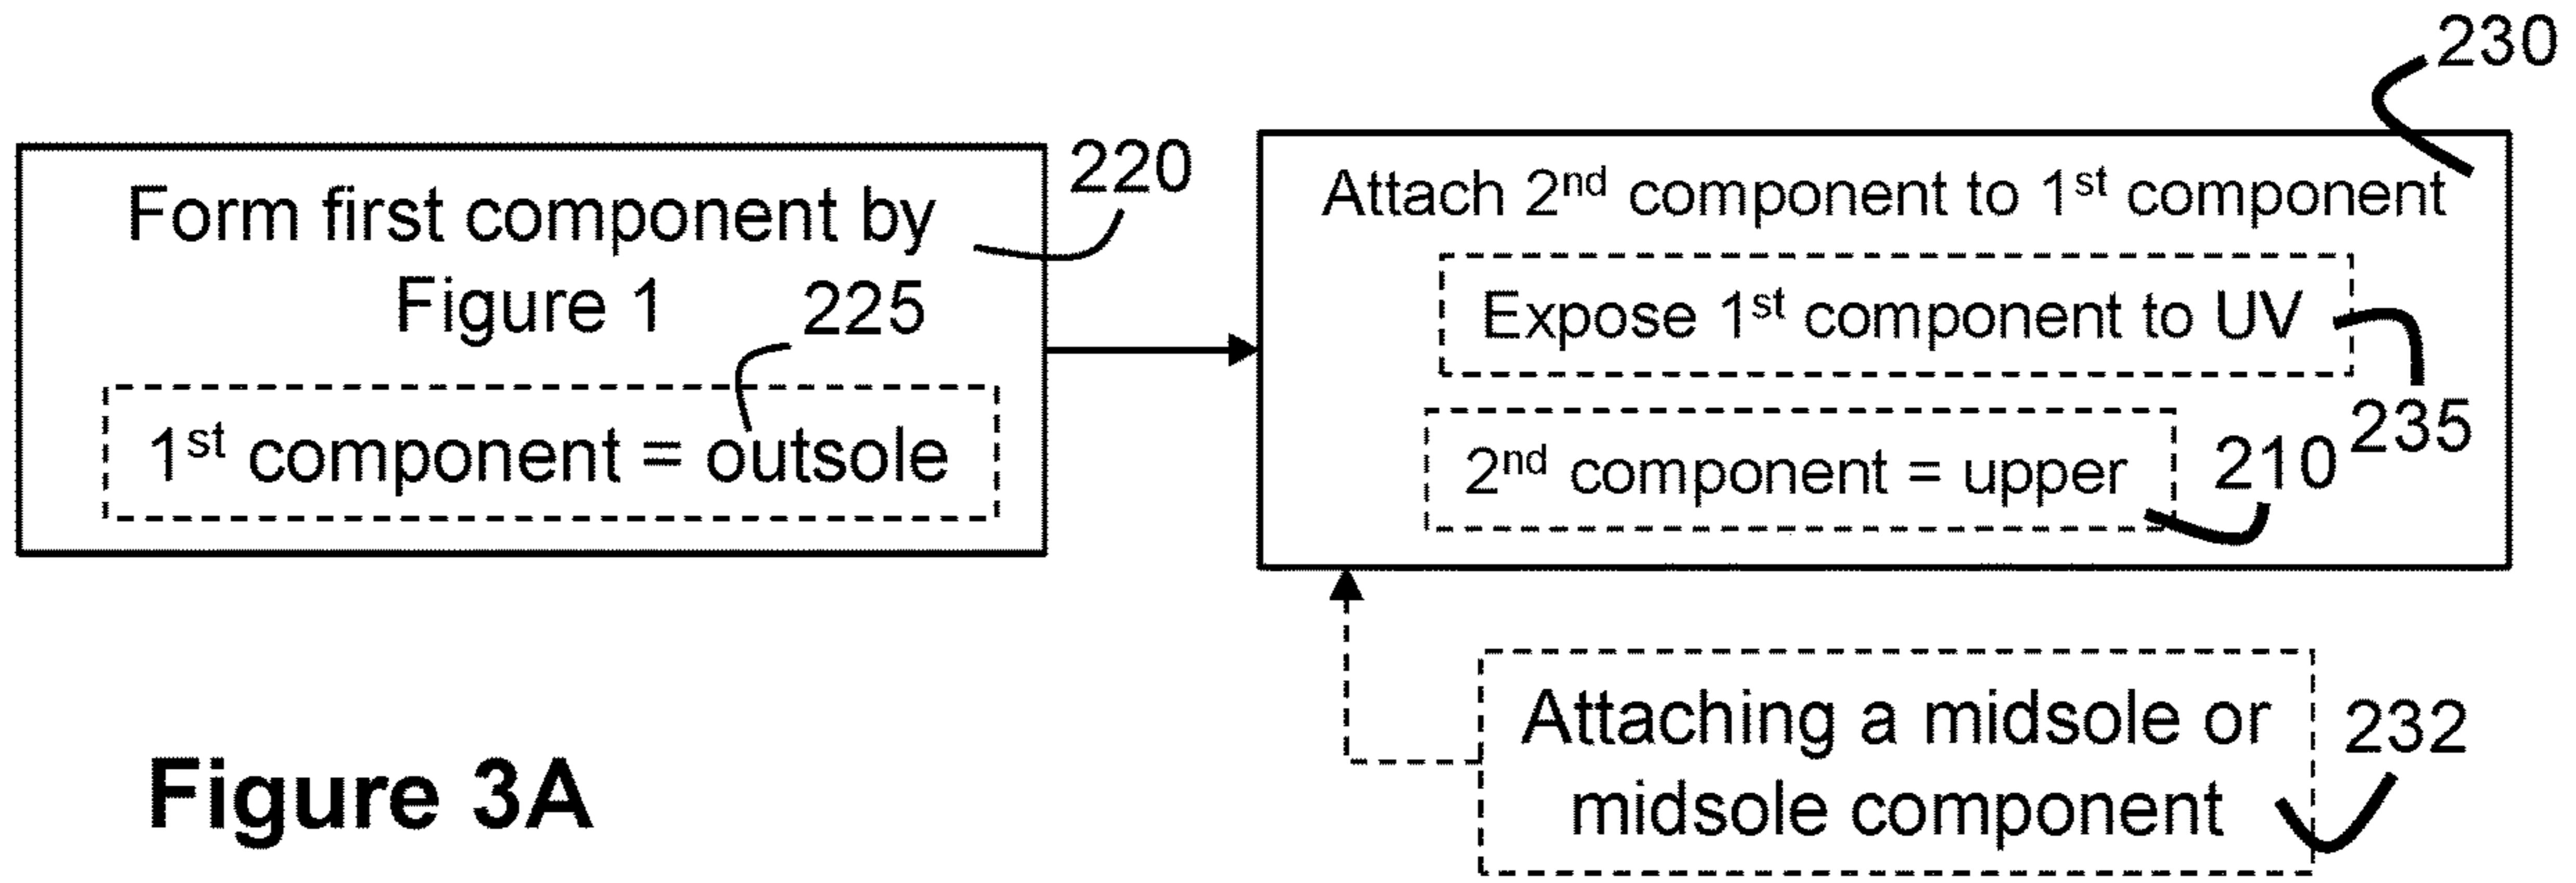 230
220
Form first component by
Figure 1
225
1st component = outsole
Attach 2nd component to 1st component
Expose 1st component to UV
235
2nd component = upper
210
Attaching a midsole or
midsole component
232
Figure 3A